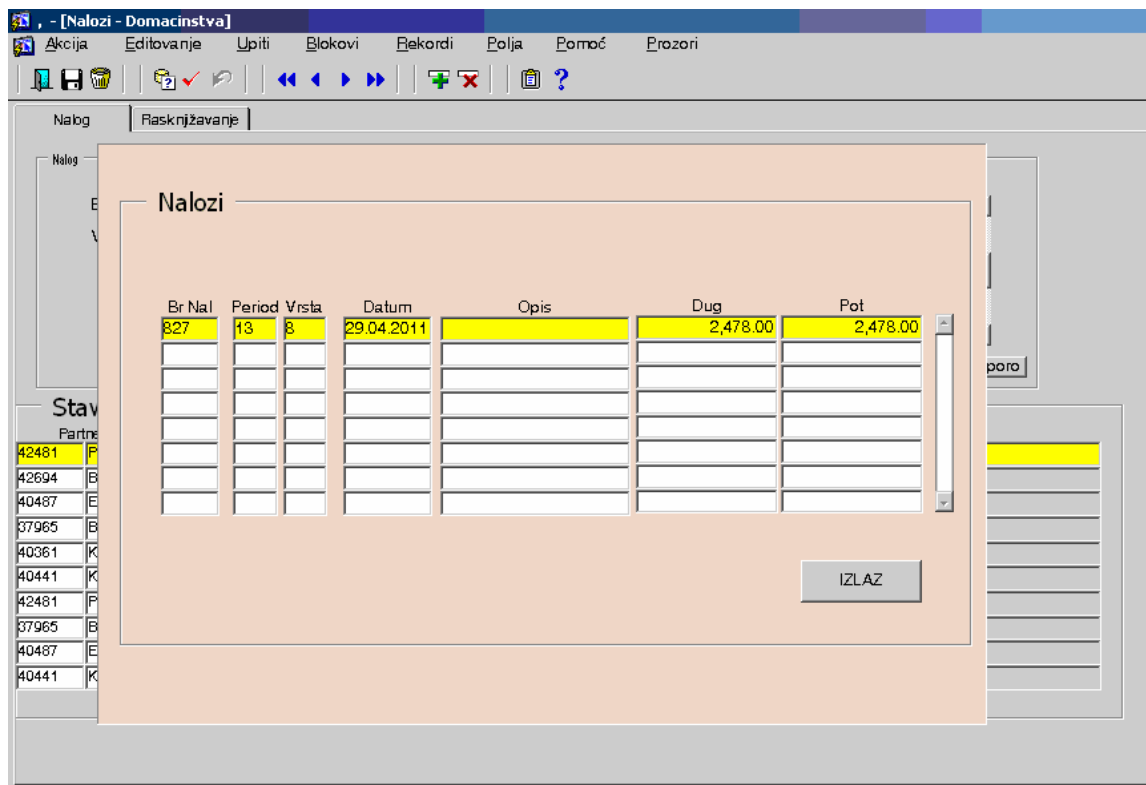 , - [Nalozi - Domacinstva]
Akcija Editovanje Upiti Blokovi Rekordi Polja Pomoć Prozori
Nalog Rasknjižavanje
Nalog
Nalozi
Br Nal Period Vrsta Datum Opis Dug Pot
827 13 8 29.04.2011 2,478.00 2,478.00
poro
Stav
Partne
42481 P
42694 B
40487 E
37965 B
40361 K
40441 K
IZLAZ
42481 P
37965 B
40487 E
40441 K